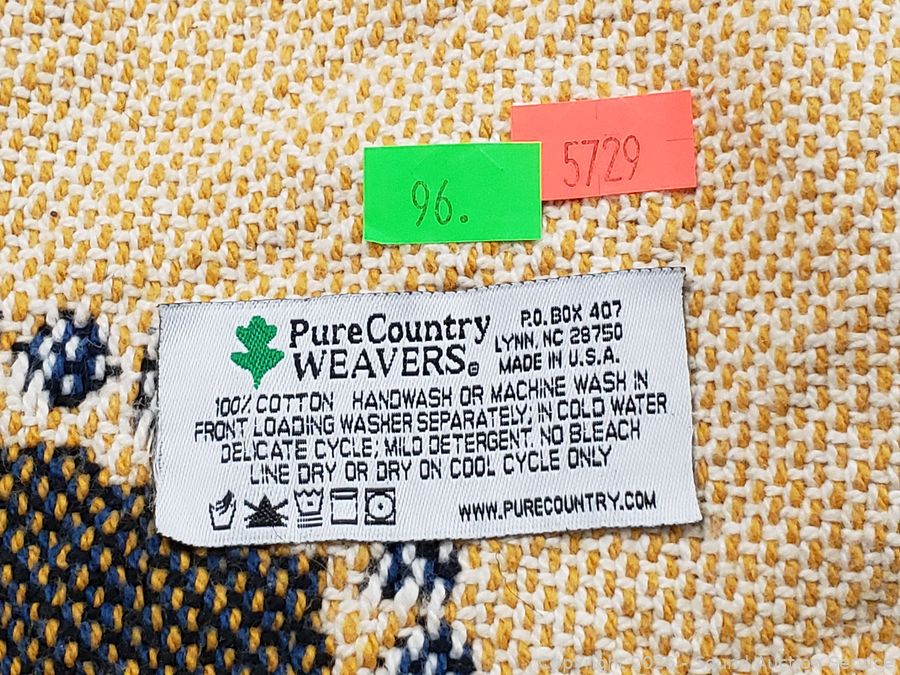 5729
96.
PureCountry
WEAVERS®
P.O. BOX 407
LYNN, NC 28750
MADE IN U.S.A.
100% COTTON HANDWASH OR MACHINE WASH IN
FRONT LOADING WASHER SEPARATELY; IN COLD WATER
DELICATE CYCLE; MILD DETERGENT. NO BLEACH
LINE DRY OR DRY ON COOL CYCLE ONLY
WWW.PURECOUNTRY.COM